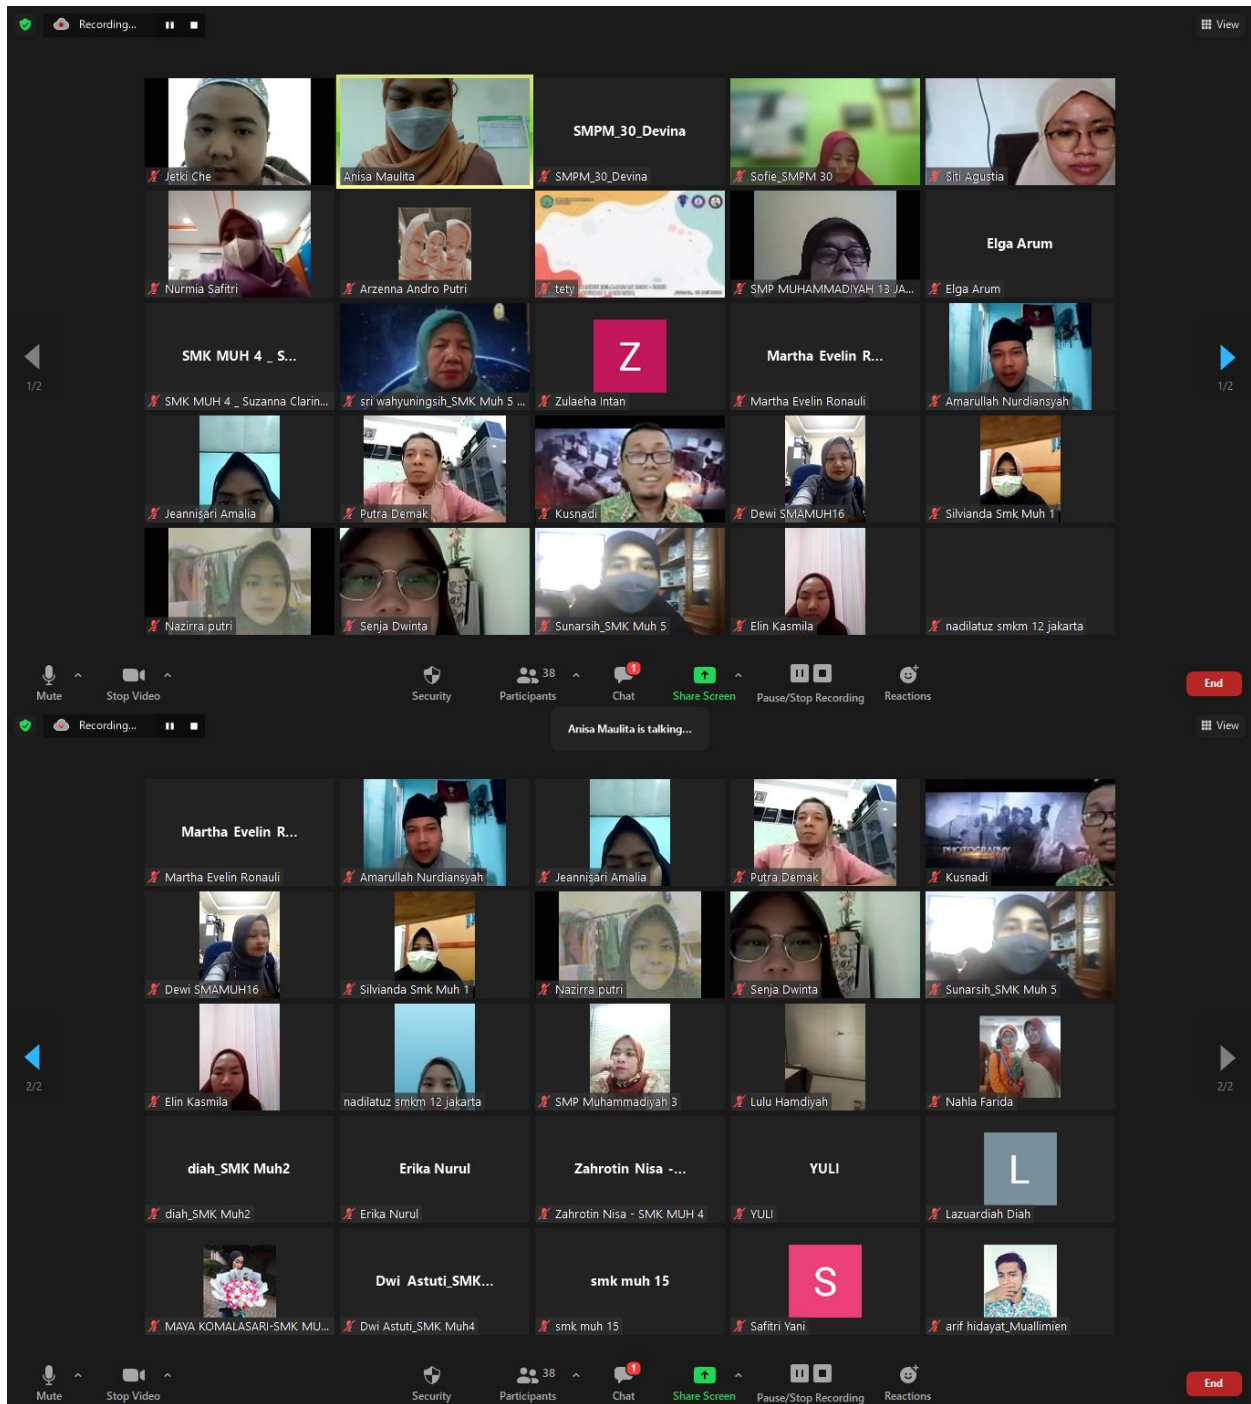 Recording...
View
Jetki Che
Anisa Maulita
SMPM_30_Devina
SMPM_30_Devina
Sofie_SMPM 30
Siti Agustia
Nurmia Safitri
Arzenna Andro Putri
tety
SMP MUHAMMADIYAH 13 JA...
Elga Arum
Elga Arum
1/2
SMK MUH 4 _ S...
SMK MUH 4 _ Suzanna Clarin...
sri wahyuningsih_SMK Muh 5 ...
Z
Zulaeha Intan
Martha Evelin R...
Martha Evelin Ronauli
Amarullah Nurdiansyah
1/2
Jeannisari Amalia
Putra Demak
Kusnadi
Dewi SMAMUH16
Silvianda Smk Muh 1
Nazirra putri
Senja Dwinta
Sunarsih_SMK Muh 5
Elin Kasmila
nadilatuz smkm 12 jakarta
Mute
Stop Video
Security
38
Participants
1
Chat
Share Screen
Pause/Stop Recording
Reactions
End
Recording...
Anisa Maulita is talking...
View
Martha Evelin R...
Martha Evelin Ronauli
Amarullah Nurdiansyah
Jeannisari Amalia
Putra Demak
PHOTOGRAPHY
Kusnadi
Dewi SMAMUH16
Silvianda Smk Muh 1
Nazirra putri
Senja Dwinta
Sunarsih_SMK Muh 5
2/2
Elin Kasmila
nadilatuz smkm 12 jakarta
SMP Muhammadiyah 3
Lulu Hamdiyah
Nahla Farida
2/2
diah_SMK Muh2
diah_SMK Muh2
Erika Nurul
Erika Nurul
Zahrotin Nisa -...
Zahrotin Nisa - SMK MUH 4
YULI
YULI
L
Lazuardiah Diah
MAYA KOMALASARI-SMK MU...
Dwi Astuti_SMK...
Dwi Astuti_SMK Muh4
smk muh 15
smk muh 15
S
Safitri Yani
arif hidayat_Muallimien
Mute
Stop Video
Security
38
Participants
1
Chat
Share Screen
Pause/Stop Recording
Reactions
End